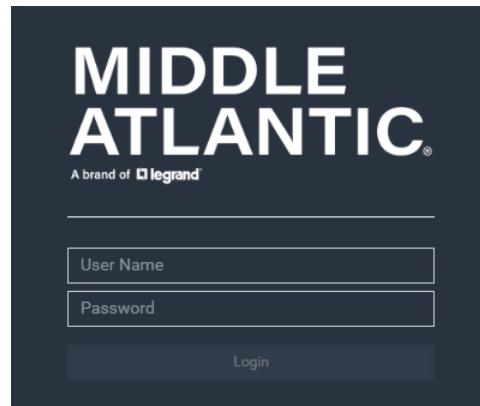 MIDDLE
ATLANTIC®
A brand of legrand®
User Name
Password
Login